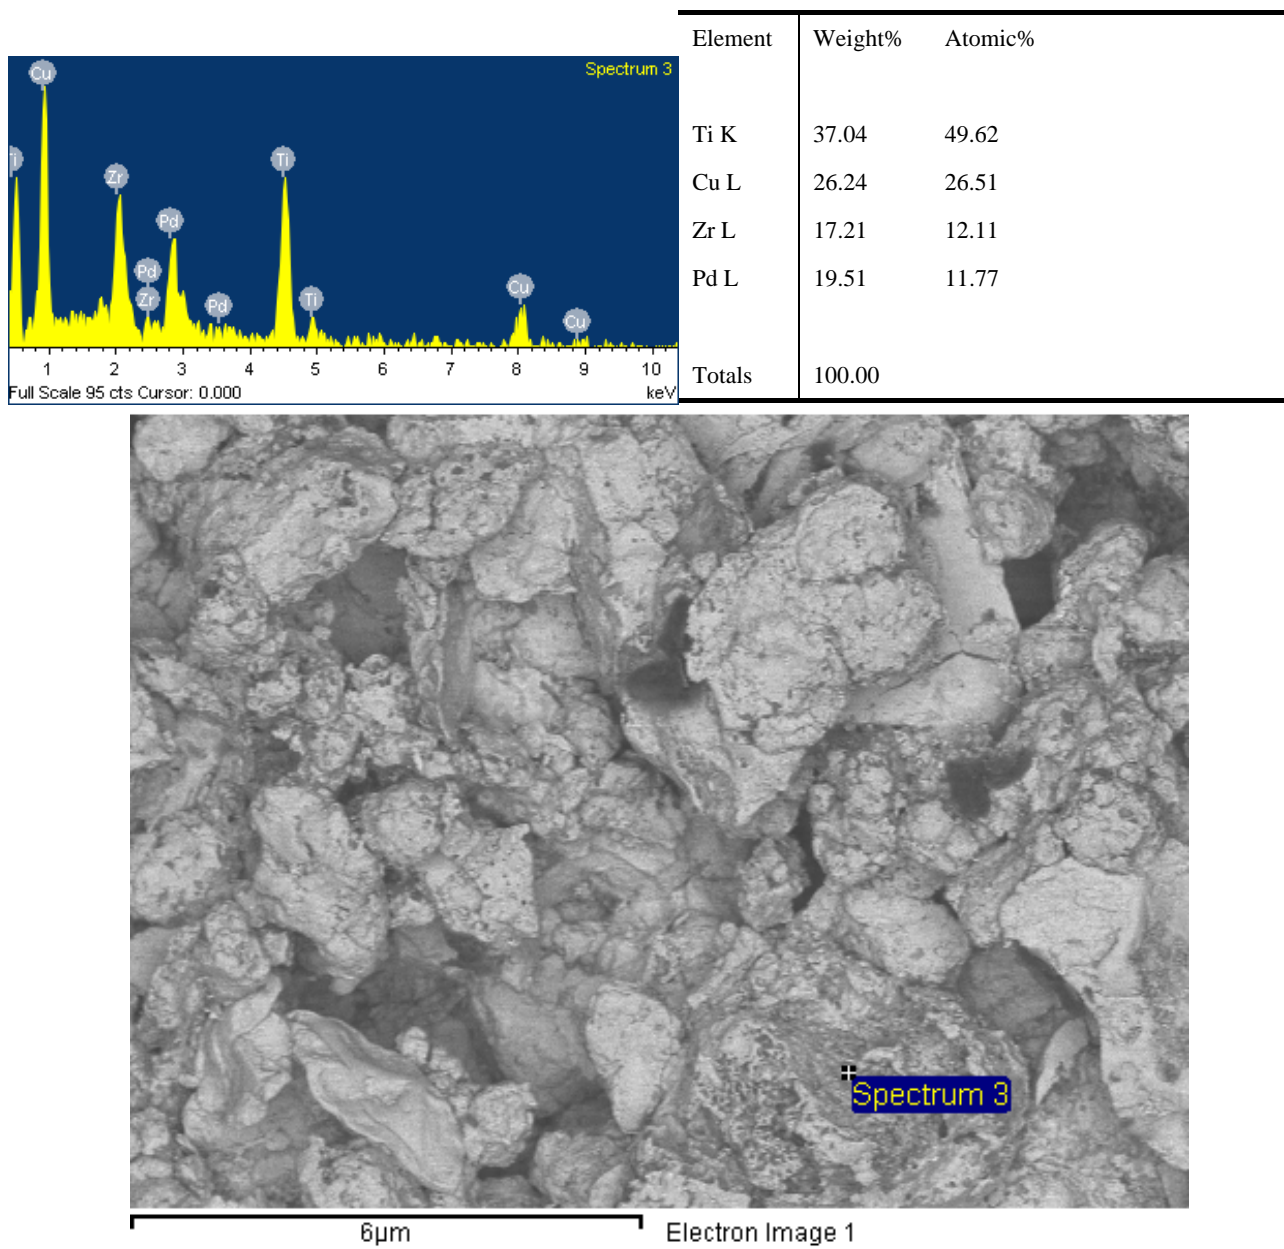 Element Weight% Atomic%
Ti K 37.04 49.62
Cu L 26.24 26.51
Zr L 17.21 12.11
Pd L 19.51 11.77
Totals 100.00
Spectrum 3
Cu
Ti
Zr
Pd
Pd
Zr
Pd
Ti
Ti
Cu
Cu
1 2 3 4 5 6 7 8 9 10
Full Scale 95 cts Cursor: 0.000 keV
Spectrum 3
6µm Electron Image 1